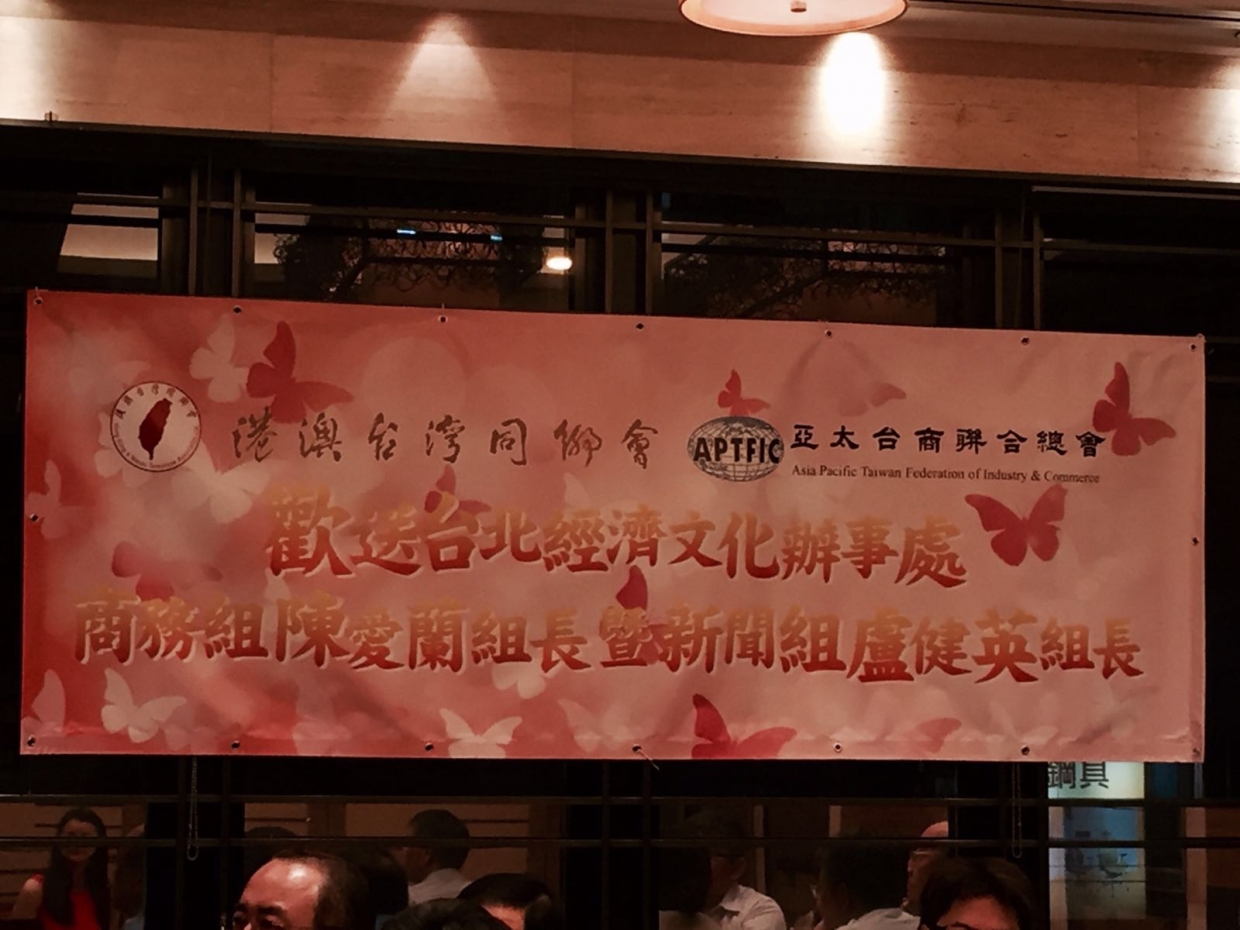 港澳台灣同鄉會
APTFIC
亞太台商聯合總會
Asia Pacific Taiwan Federation of Industry & Commerce
歡送台北經濟文化辦事處
商務組陳愛蘭組長暨新聞組盧健英組長
鋼具